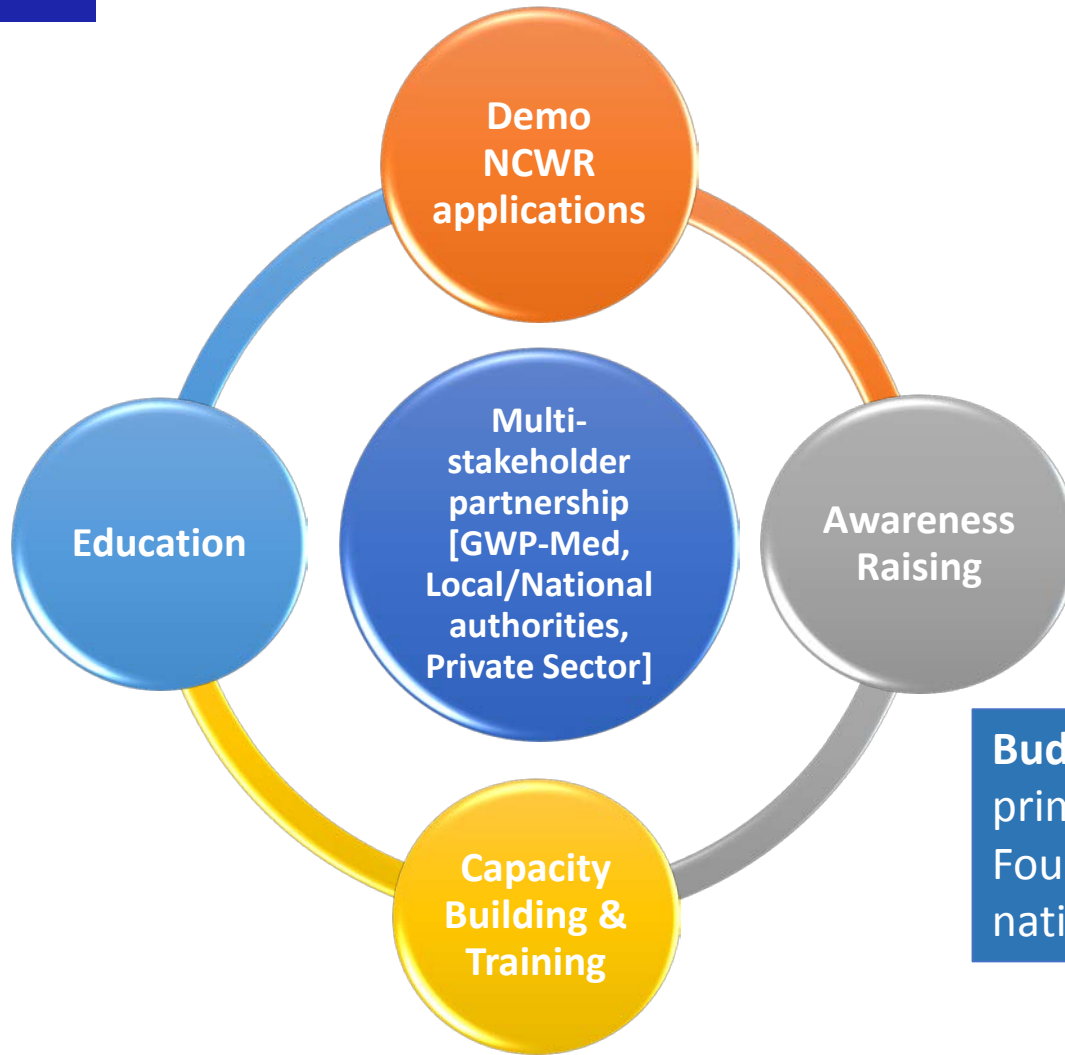 Demo
NCWR
applications
Education
Multi-
stakeholder
partnership
[GWP-Med,
Local/National
authorities,
Private Sector]
Awareness
Raising
Capacity
Building &
Training